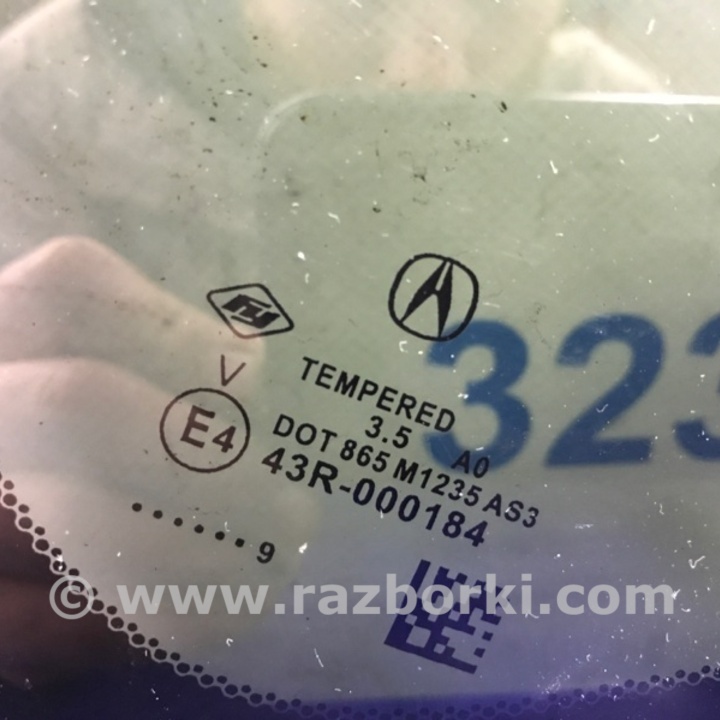 V
TEMPERED
3.5 A0
E4
DOT 865 M1235 AS3
43R-000184
. . . . . . . 9
323
© www.razborki.com